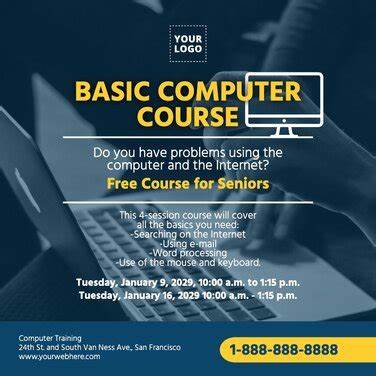 YOUR
LOGO
BASIC COMPUTER
COURSE
Do you have problems using the
computer and the Internet?
Free Course for Seniors
This 4-session course will cover
all the basics you need:
-Searching on the Internet
-Using e-mail
-Word processing
-Use of the mouse and keyboard.
Tuesday, January 9, 2029, 10:00 a.m. to 1:15 p.m.
Tuesday, January 16, 2029, 10:00 a.m. - 1:15 p.m.
Computer Training
24th St. and South Van Ness Ave., San Francisco
www.yourwebhere.com
1-888-888-8888